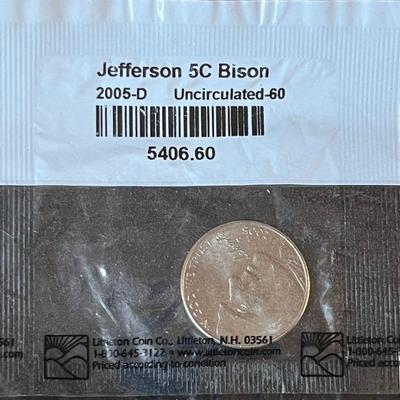 Jefferson 5C Bison
2005-D Uncirculated-60
5406.60
Littleton Coin Co., Littleton, N.H. 03561
1-800-645-3122 • www.littletoncoin.com
Priced according to condition